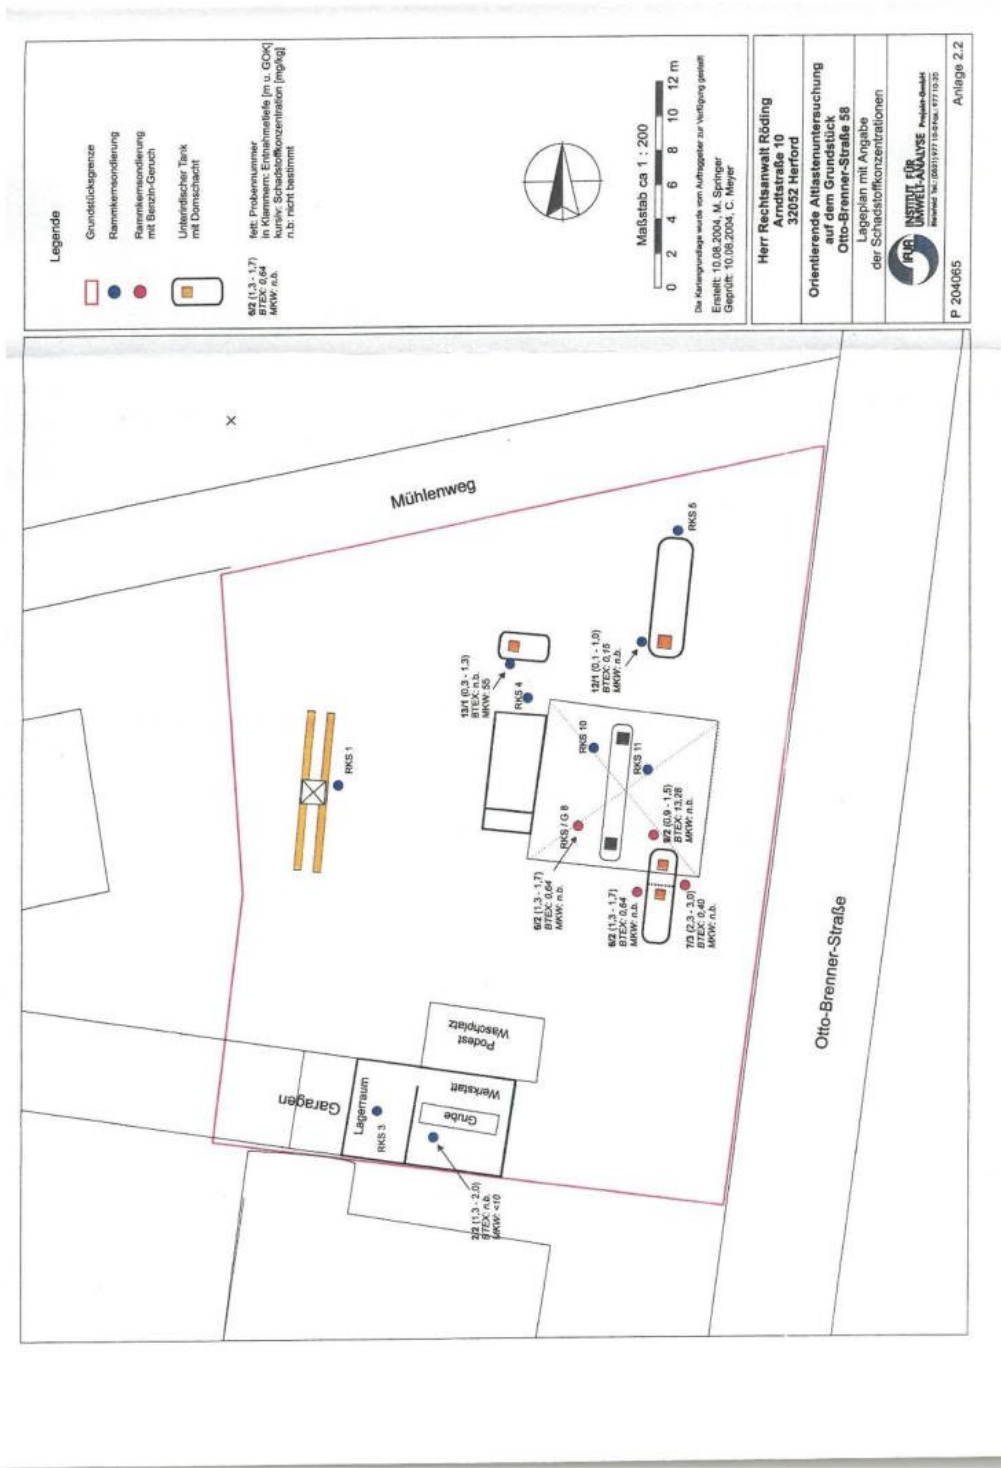 Legende
Grundstücksgrenze
Rammkernsondierung
Rammkernsondierung
mit Benzin-Geruch
Unterirdischer Tank
mit Domschacht
6/2 (1,3 - 1,7)
BTEX: 0,64
MKW: n.b.
fett: Probennummer
in Klammern: Entnahmetiefe [m u. GOK]
kursiv: Schadstoffkonzentration [mg/kg]
n.b: nicht bestimmt
Maßstab ca 1 : 200
0 2 4 6 8 10 12 m
Die Kartengrundlage wurde vom Auftraggeber zur Verfügung gestellt
Erstellt: 10.08.2004, M. Springer
Geprüft: 10.08.2004, C. Meyer
Herr Rechtsanwalt Röding
Arndtstraße 10
32052 Herford
Orientierende Altlastenuntersuchung
auf dem Grundstück
Otto-Brenner-Straße 58
Lageplan mit Angabe
der Schadstoffkonzentrationen
IFUA
INSTITUT FÜR
UMWELT-ANALYSE Projekt-GmbH
P 204065
Anlage 2.2
Mühlenweg
RKS 1
13/1 (0,3 - 1,3)
BTEX: n.b.
MKW: 55
RKS 4
12/1 (0,1 - 1,0)
BTEX: 0,15
MKW: n.b.
RKS 5
RKS 10
RKS 11
RKS / G 8
6/2 (1,3 - 1,7)
BTEX: 0,64
MKW: n.b.
9/2 (0,9 - 1,5)
BTEX: 13,28
MKW: n.b.
6/2 (1,3 - 1,7)
BTEX: 0,64
MKW: n.b.
7/3 (2,3 - 3,0)
BTEX: 0,40
MKW: n.b.
Otto-Brenner-Straße
Podest
Waschplatz
Garagen
Lagerraum
RKS 3
Werkstatt
Grube
2/2 (1,3 - 2,0)
BTEX: n.b.
MKW: <10